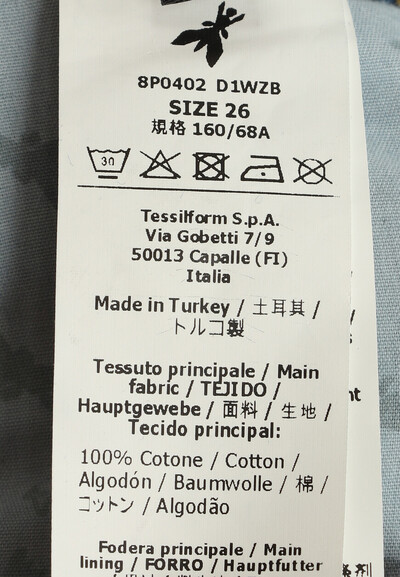 8P0402 D1WZB
SIZE 26
規格 160/68A
30
Tessilform S.p.A.
Via Gobetti 7/9
50013 Capalle (FI)
Italia
Made in Turkey / 土耳其 /
トルコ製
Tessuto principale / Main
fabric / TEJIDO /
Hauptgewebe / 面料 / 生地 /
Tecido principal:
100% Cotone / Cotton /
Algodón / Baumwolle / 棉 /
コットン / Algodão
Fodera principale / Main
lining / FORRO / Hauptfutter